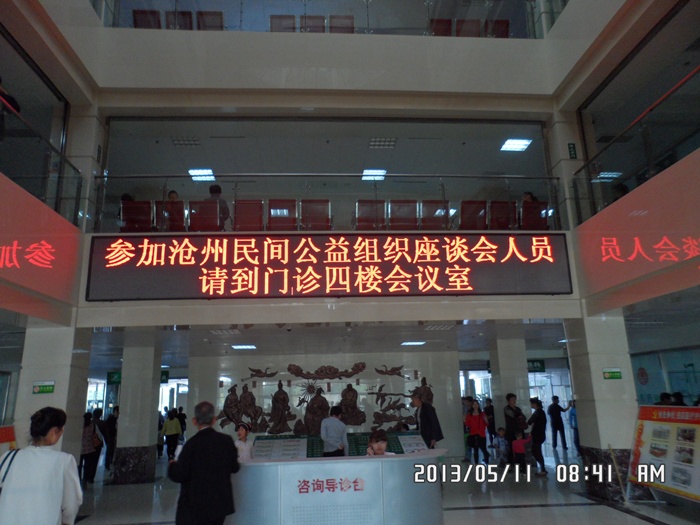 参加沧州民间公益组织座谈会人员
请到门诊四楼会议室
咨询导诊台
2013/05/11 08:41 AM